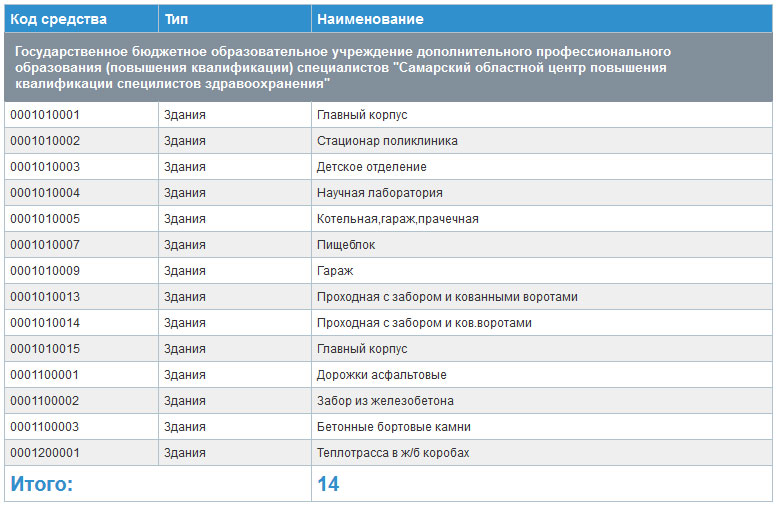 Код средства Тип Наименование
Государственное бюджетное образовательное учреждение дополнительного профессионального
образования (повышения квалификации) специалистов "Самарский областной центр повышения
квалификации специлистов здравоохранения"
0001010001 Здания Главный корпус
0001010002 Здания Стационар поликлиника
0001010003 Здания Детское отделение
0001010004 Здания Научная лаборатория
0001010005 Здания Котельная,гараж,прачечная
0001010007 Здания Пищеблок
0001010009 Здания Гараж
0001010013 Здания Проходная с забором и кованными воротами
0001010014 Здания Проходная с забором и ков.воротами
0001010015 Здания Главный корпус
0001100001 Здания Дорожки асфальтовые
0001100002 Здания Забор из железобетона
0001100003 Здания Бетонные бортовые камни
0001200001 Здания Теплотрасса в ж/б коробах
Итого: 14